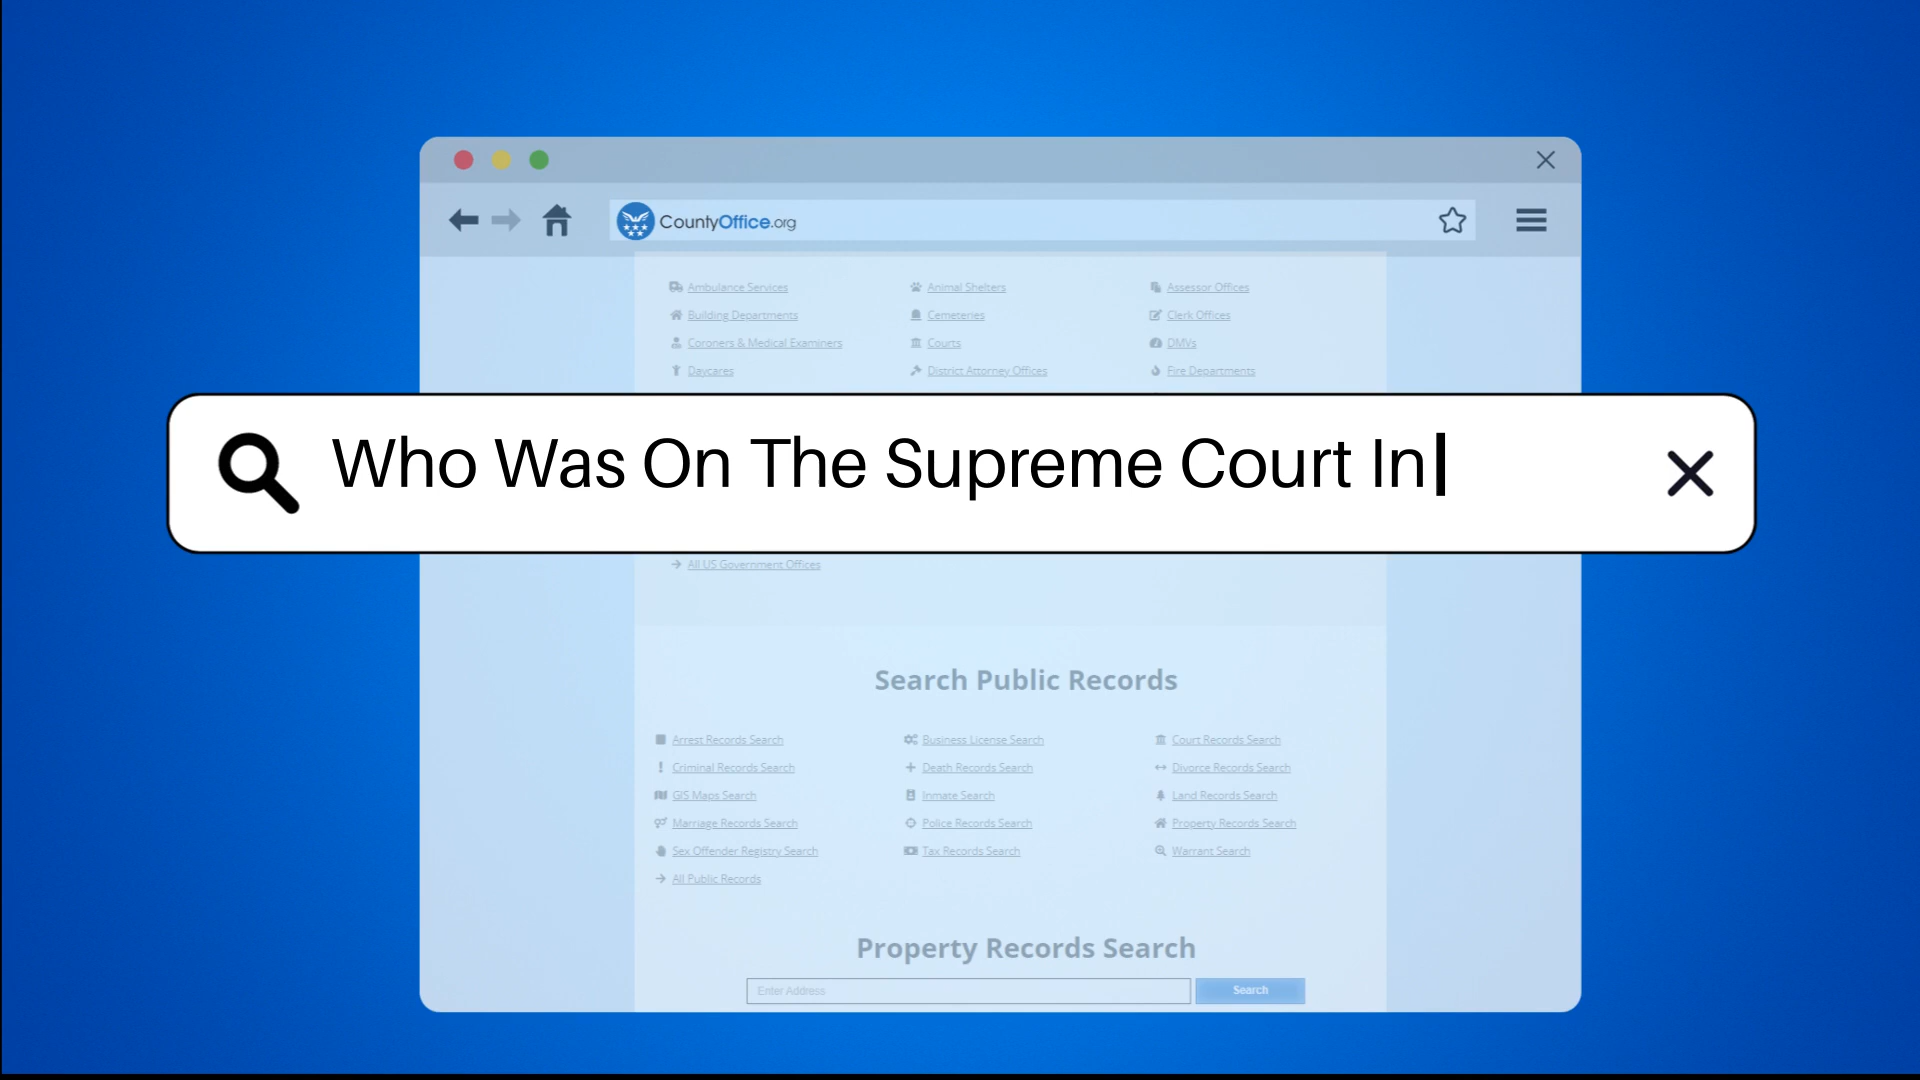 CountyOffice.org
Ambulance Services Animal Shelters Assessor Offices
Building Departments Cemeteries Clerk Offices
Coroners & Medical Examiners Courts DMVs
Daycares District Attorney Offices Fire Departments
Who Was On The Supreme Court In
All US Government Offices
Search Public Records
Arrest Records Search Business License Search Court Records Search
Criminal Records Search Death Records Search Divorce Records Search
GIS Maps Search Inmate Search Land Records Search
Marriage Records Search Police Records Search Property Records Search
Sex Offender Registry Search Tax Records Search Warrant Search
All Public Records
Property Records Search
Enter Address Search